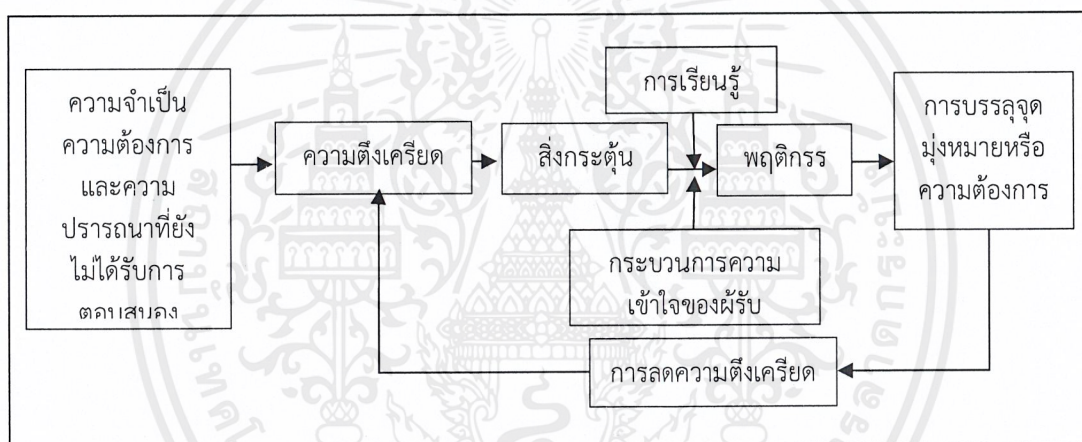 ความจำเป็น
ความต้องการ
และความ
ปรารถนาที่ยัง
ไม่ได้รับการ
ตอบสนอง
ความตึงเครียด
สิ่งกระตุ้น
การเรียนรู้
กระบวนการความ
เข้าใจของผู้รับ
พฤติกรร
การบรรลุจุด
มุ่งหมายหรือ
ความต้องการ
การลดความตึงเครียด